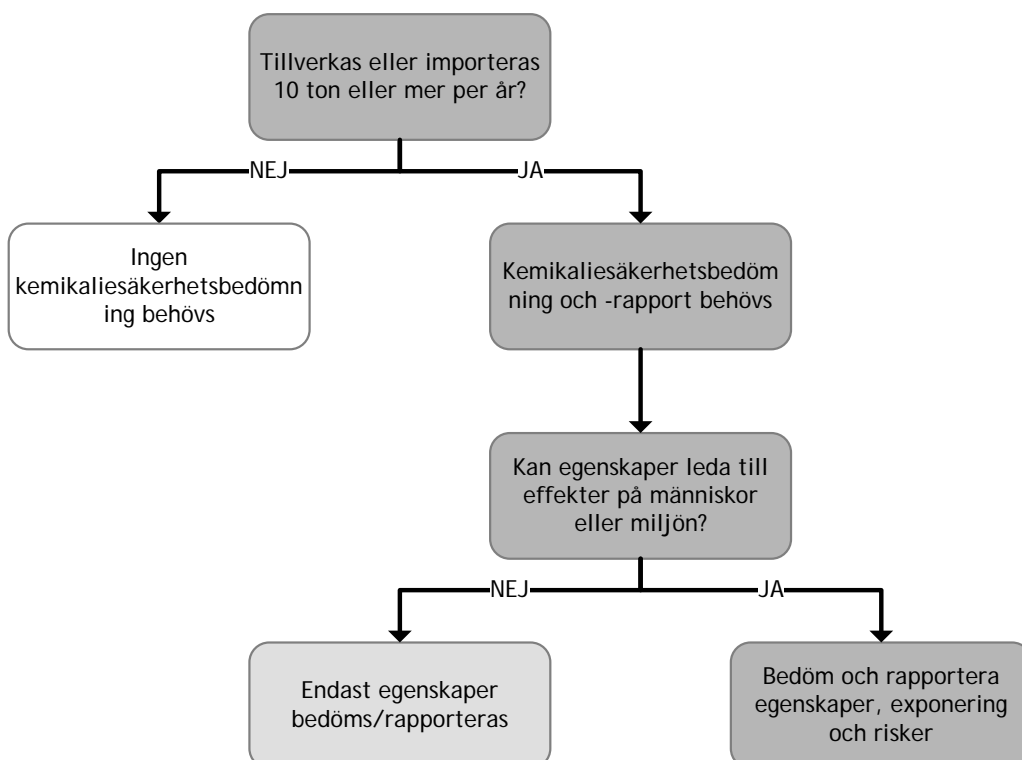 Tillverkas eller importeras
10 ton eller mer per år?
NEJ
JA
Ingen
kemikaliesäkerhetsbedömn
ing behövs
Kemikaliesäkerhetsbedöm
ning och -rapport behövs
Kan egenskaper leda till
effekter på människor
eller miljön?
NEJ
JA
Endast egenskaper
bedöms/rapporteras
Bedöm och rapportera
egenskaper, exponering
och risker